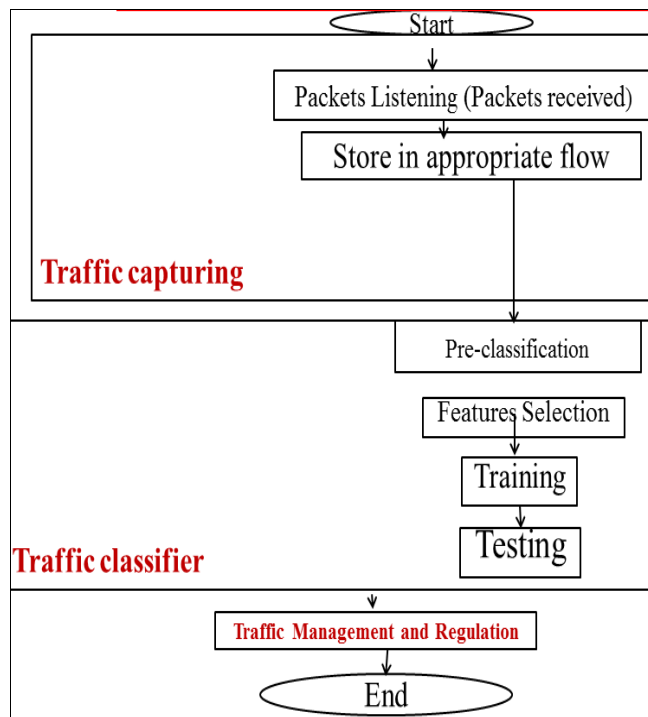 Start
Packets Listening (Packets received)
Store in appropriate flow
Traffic capturing
Pre-classification
Features Selection
Training
Testing
Traffic classifier
Traffic Management and Regulation
End